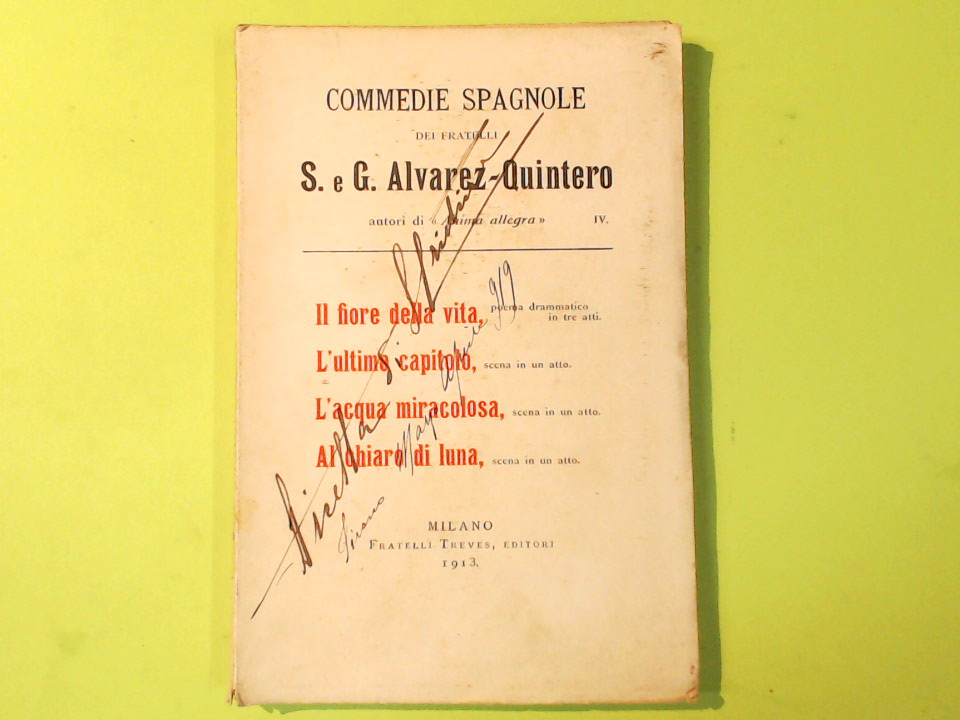 COMMEDIE SPAGNOLE
DEI FRATELLI
S. e G. Alvarez-Quintero
autori di « Anima allegra » IV.
Il fiore della vita, poema drammatico in tre atti.
L'ultimo capitolo, scena in un atto.
L'acqua miracolosa, scena in un atto.
Al chiaro di luna, scena in un atto.
MILANO
FRATELLI TREVES, EDITORI
1913.